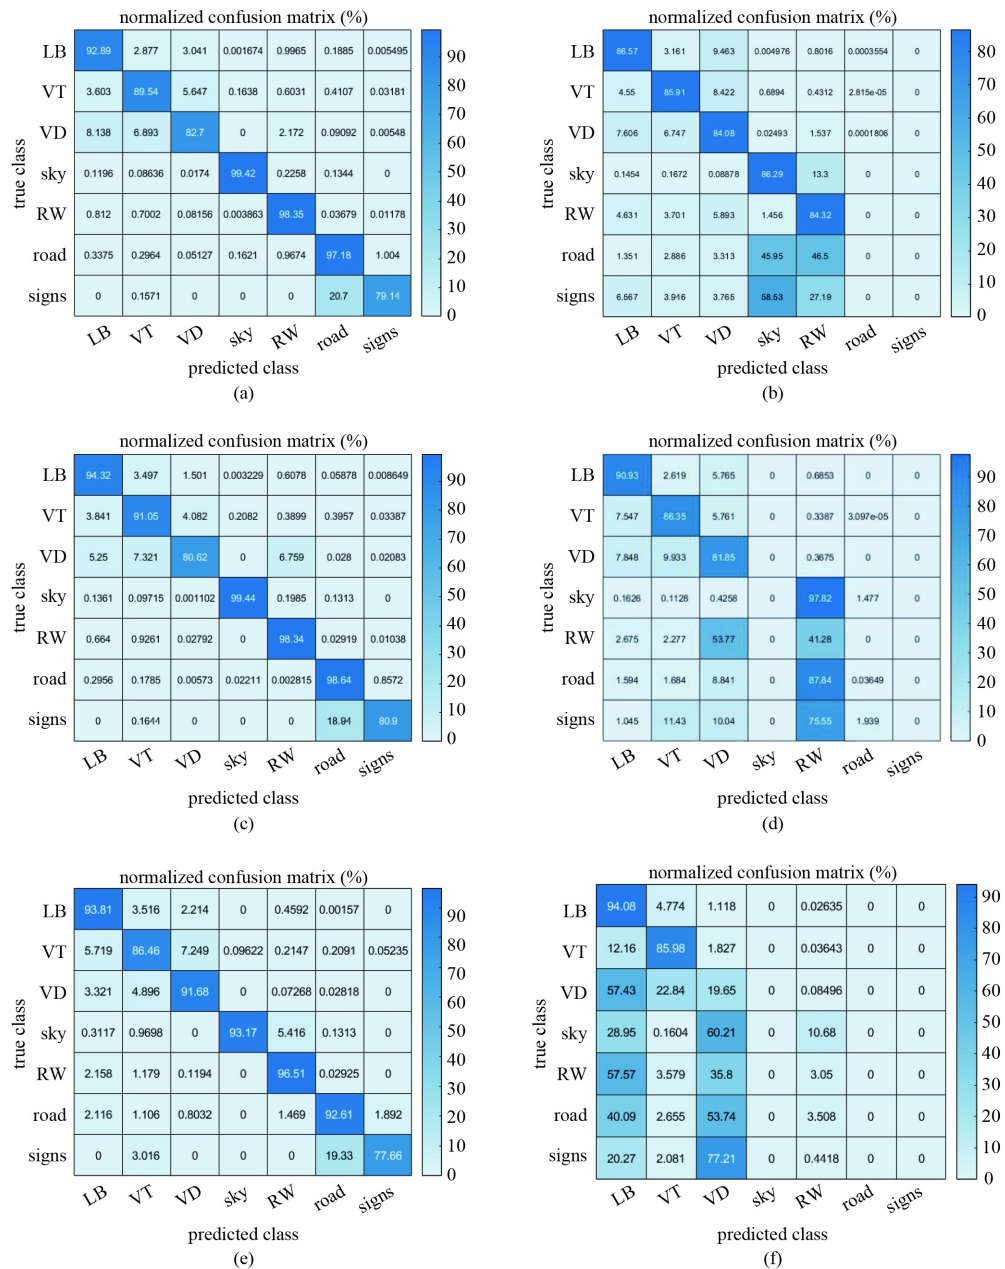 normalized confusion matrix (%)
LB 92.89 2.877 3.041 0.001674 0.9965 0.1885 0.005495
VT 3.603 89.54 5.647 0.1638 0.6031 0.4107 0.03181
VD 8.138 6.893 82.7 0 2.172 0.09092 0.00548
sky 0.1196 0.08636 0.0174 99.42 0.2258 0.1344 0
RW 0.812 0.7002 0.08156 0.003863 98.35 0.03679 0.01178
road 0.3375 0.2964 0.05127 0.1621 0.9674 97.18 1.004
signs 0 0.1571 0 0 0 20.7 79.14
LB VT VD sky RW road signs
true class
predicted class
90
80
70
60
50
40
30
20
10
0
(a)
normalized confusion matrix (%)
LB 86.57 3.161 9.463 0.004976 0.8016 0.0003554 0
VT 4.55 85.91 8.422 0.6894 0.4312 2.815e-05 0
VD 7.606 6.747 84.08 0.02493 1.537 0.0001806 0
sky 0.1454 0.1672 0.08878 86.29 13.3 0 0
RW 4.631 3.701 5.893 1.456 84.32 0 0
road 1.351 2.886 3.313 45.95 46.5 0 0
signs 6.567 3.916 3.765 58.53 27.19 0 0
LB VT VD sky RW road signs
true class
predicted class
80
70
60
50
40
30
20
10
0
(b)
normalized confusion matrix (%)
LB 94.32 3.497 1.501 0.003229 0.6078 0.05878 0.008649
VT 3.841 91.05 4.082 0.2082 0.3899 0.3957 0.03387
VD 5.25 7.321 80.62 0 6.759 0.028 0.02083
sky 0.1361 0.09715 0.001102 99.44 0.1985 0.1313 0
RW 0.664 0.9261 0.02792 0 98.34 0.02919 0.01038
road 0.2956 0.1785 0.00573 0.02211 0.002815 98.64 0.8572
signs 0 0.1644 0 0 0 18.94 80.9
LB VT VD sky RW road signs
true class
predicted class
90
80
70
60
50
40
30
20
10
0
(c)
normalized confusion matrix (%)
LB 90.93 2.619 5.765 0 0.6853 0 0
VT 7.547 86.35 5.761 0 0.3387 3.097e-05 0
VD 7.848 9.933 81.85 0 0.3675 0 0
sky 0.1626 0.1128 0.4258 0 97.82 1.477 0
RW 2.675 2.277 53.77 0 41.28 0 0
road 1.594 1.684 8.841 0 87.84 0.03649 0
signs 1.045 11.43 10.04 0 75.55 1.939 0
LB VT VD sky RW road signs
true class
predicted class
90
80
70
60
50
40
30
20
10
0
(d)
normalized confusion matrix (%)
LB 93.81 3.516 2.214 0 0.4592 0.00157 0
VT 5.719 86.46 7.249 0.09622 0.2147 0.2091 0.05235
VD 3.321 4.896 91.68 0 0.07268 0.02818 0
sky 0.3117 0.9698 0 93.17 5.416 0.1313 0
RW 2.158 1.179 0.1194 0 96.51 0.02925 0
road 2.116 1.106 0.8032 0 1.469 92.61 1.892
signs 0 3.016 0 0 0 19.33 77.66
LB VT VD sky RW road signs
true class
predicted class
90
80
70
60
50
40
30
20
10
0
(e)
normalized confusion matrix (%)
LB 94.08 4.774 1.118 0 0.02635 0 0
VT 12.16 85.98 1.827 0 0.03643 0 0
VD 57.43 22.84 19.65 0 0.08496 0 0
sky 28.95 0.1604 60.21 0 10.68 0 0
RW 57.57 3.579 35.8 0 3.05 0 0
road 40.09 2.655 53.74 0 3.508 0 0
signs 20.27 2.081 77.21 0 0.4418 0 0
LB VT VD sky RW road signs
true class
predicted class
90
80
70
60
50
40
30
20
10
0
(f)